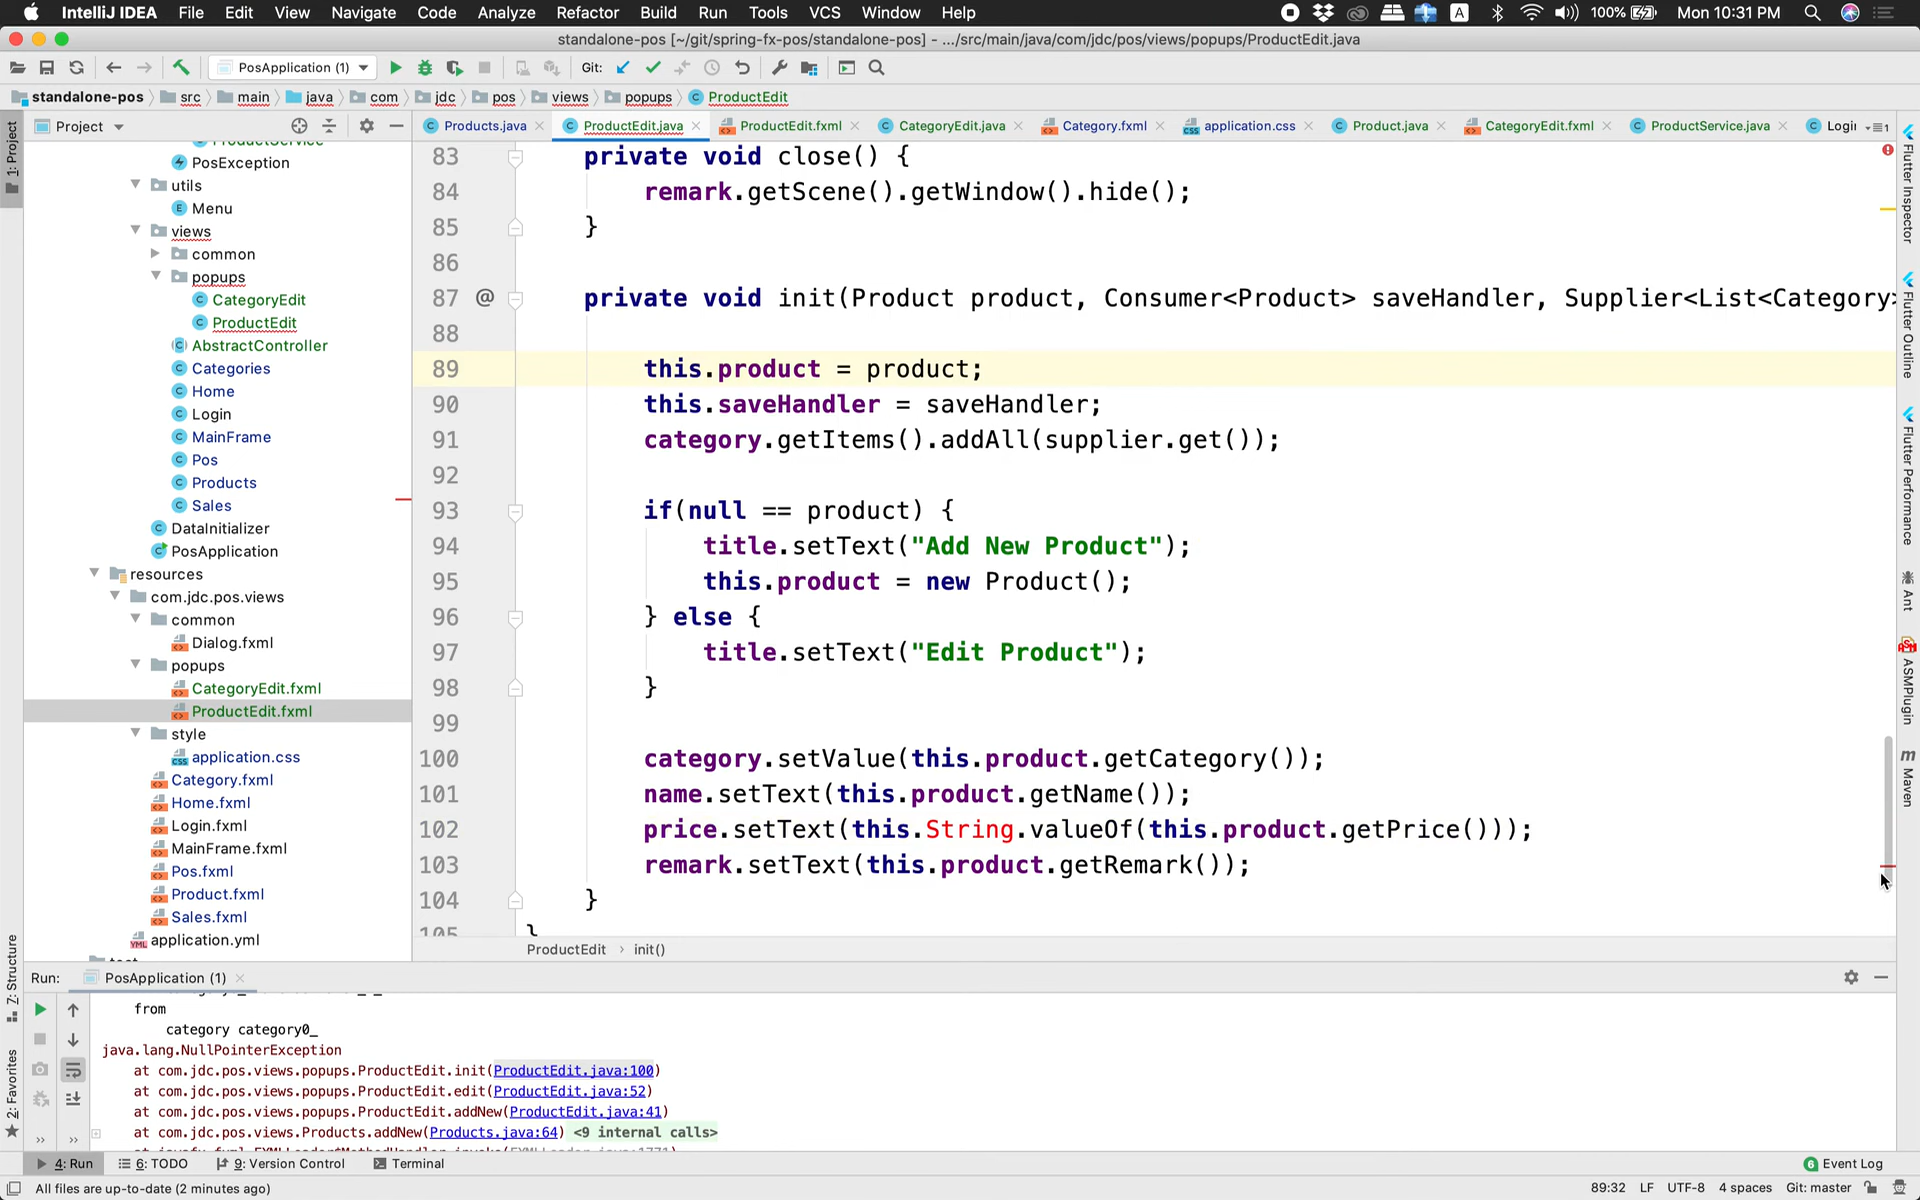 IntelliJ IDEA File Edit View Navigate Code Analyze Refactor Build Run Tools VCS Window Help
A 100% Mon 10:31 PM
standalone-pos [~/git/spring-fx-pos/standalone-pos] - .../src/main/java/com/jdc/pos/views/popups/ProductEdit.java
PosApplication (1) Git:
standalone-pos src main java com jdc pos views popups ProductEdit
Project
Products.java ProductEdit.java ProductEdit.fxml CategoryEdit.java Category.fxml application.css Product.java CategoryEdit.fxml ProductService.java Logi
1: Project
ProductService
PosException
utils
Menu
views
common
popups
CategoryEdit
ProductEdit
AbstractController
Categories
Home
Login
MainFrame
Pos
Products
Sales
DataInitializer
PosApplication
resources
com.jdc.pos.views
common
Dialog.fxml
popups
CategoryEdit.fxml
ProductEdit.fxml
style
application.css
Category.fxml
Home.fxml
Login.fxml
MainFrame.fxml
Pos.fxml
Product.fxml
Sales.fxml
application.yml
83 private void close() {
84 remark.getScene().getWindow().hide();
85 }
86
87 @ private void init(Product product, Consumer<Product> saveHandler, Supplier<List<Category>
88
89 this.product = product;
90 this.saveHandler = saveHandler;
91 category.getItems().addAll(supplier.get());
92
93 if(null == product) {
94 title.setText("Add New Product");
95 this.product = new Product();
96 } else {
97 title.setText("Edit Product");
98 }
99
100 category.setValue(this.product.getCategory());
101 name.setText(this.product.getName());
102 price.setText(this.String.valueOf(this.product.getPrice()));
103 remark.setText(this.product.getRemark());
104 }
105 }
ProductEdit › init()
Flutter Inspector
Flutter Outline
Flutter Performance
Ant
ASMPlugin
Maven
Z: Structure
2: Favorites
Run: PosApplication (1)
from
category category0_
java.lang.NullPointerException
at com.jdc.pos.views.popups.ProductEdit.init(ProductEdit.java:100)
at com.jdc.pos.views.popups.ProductEdit.edit(ProductEdit.java:52)
at com.jdc.pos.views.popups.ProductEdit.addNew(ProductEdit.java:41)
at com.jdc.pos.views.Products.addNew(Products.java:64) <9 internal calls>
4: Run 6: TODO 9: Version Control Terminal 6 Event Log
All files are up-to-date (2 minutes ago) 89:32 LF UTF-8 4 spaces Git: master